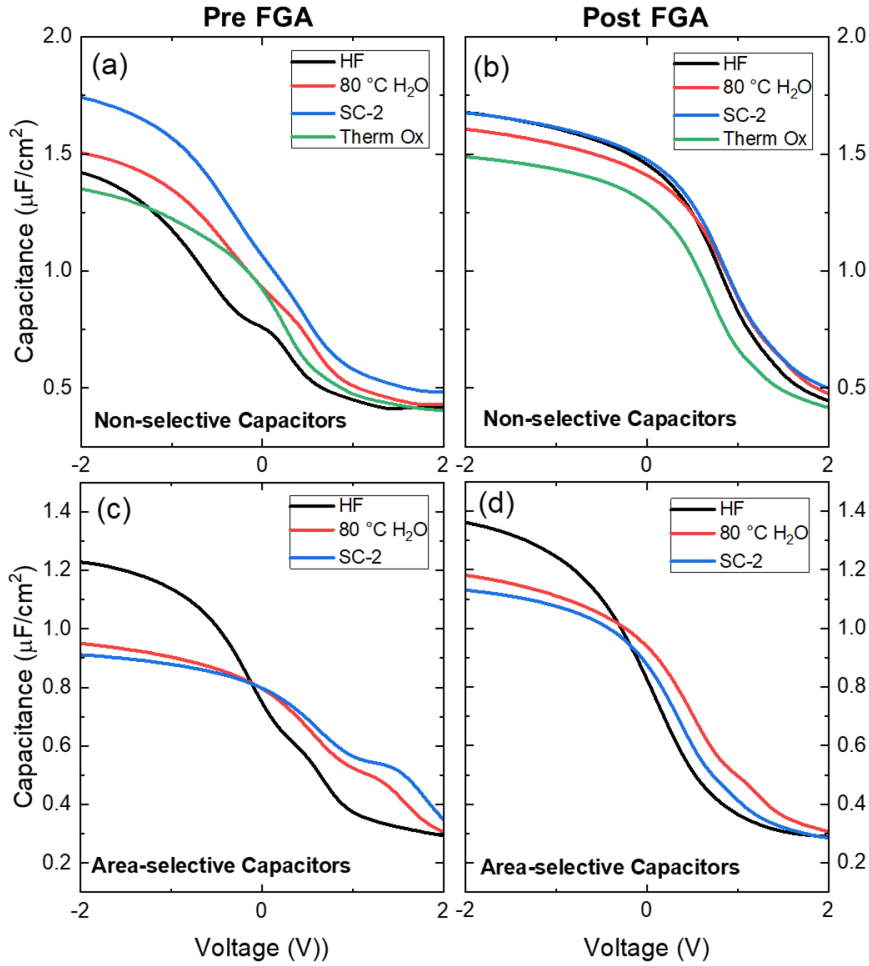 Pre FGA
Post FGA
(a)
HF
80 °C H₂O
SC-2
Therm Ox
Non-selective Capacitors
Capacitance (µF/cm²)
2.0
1.5
1.0
0.5
-2
0
2
(b)
HF
80 °C H₂O
SC-2
Therm Ox
Non-selective Capacitors
2.0
1.5
1.0
0.5
-2
0
2
(c)
HF
80 °C H₂O
SC-2
Area-selective Capacitors
Capacitance (µF/cm²)
1.4
1.2
1.0
0.8
0.6
0.4
0.2
-2
0
2
Voltage (V))
(d)
HF
80 °C H₂O
SC-2
Area-selective Capacitors
1.4
1.2
1.0
0.8
0.6
0.4
0.2
-2
0
2
Voltage (V)